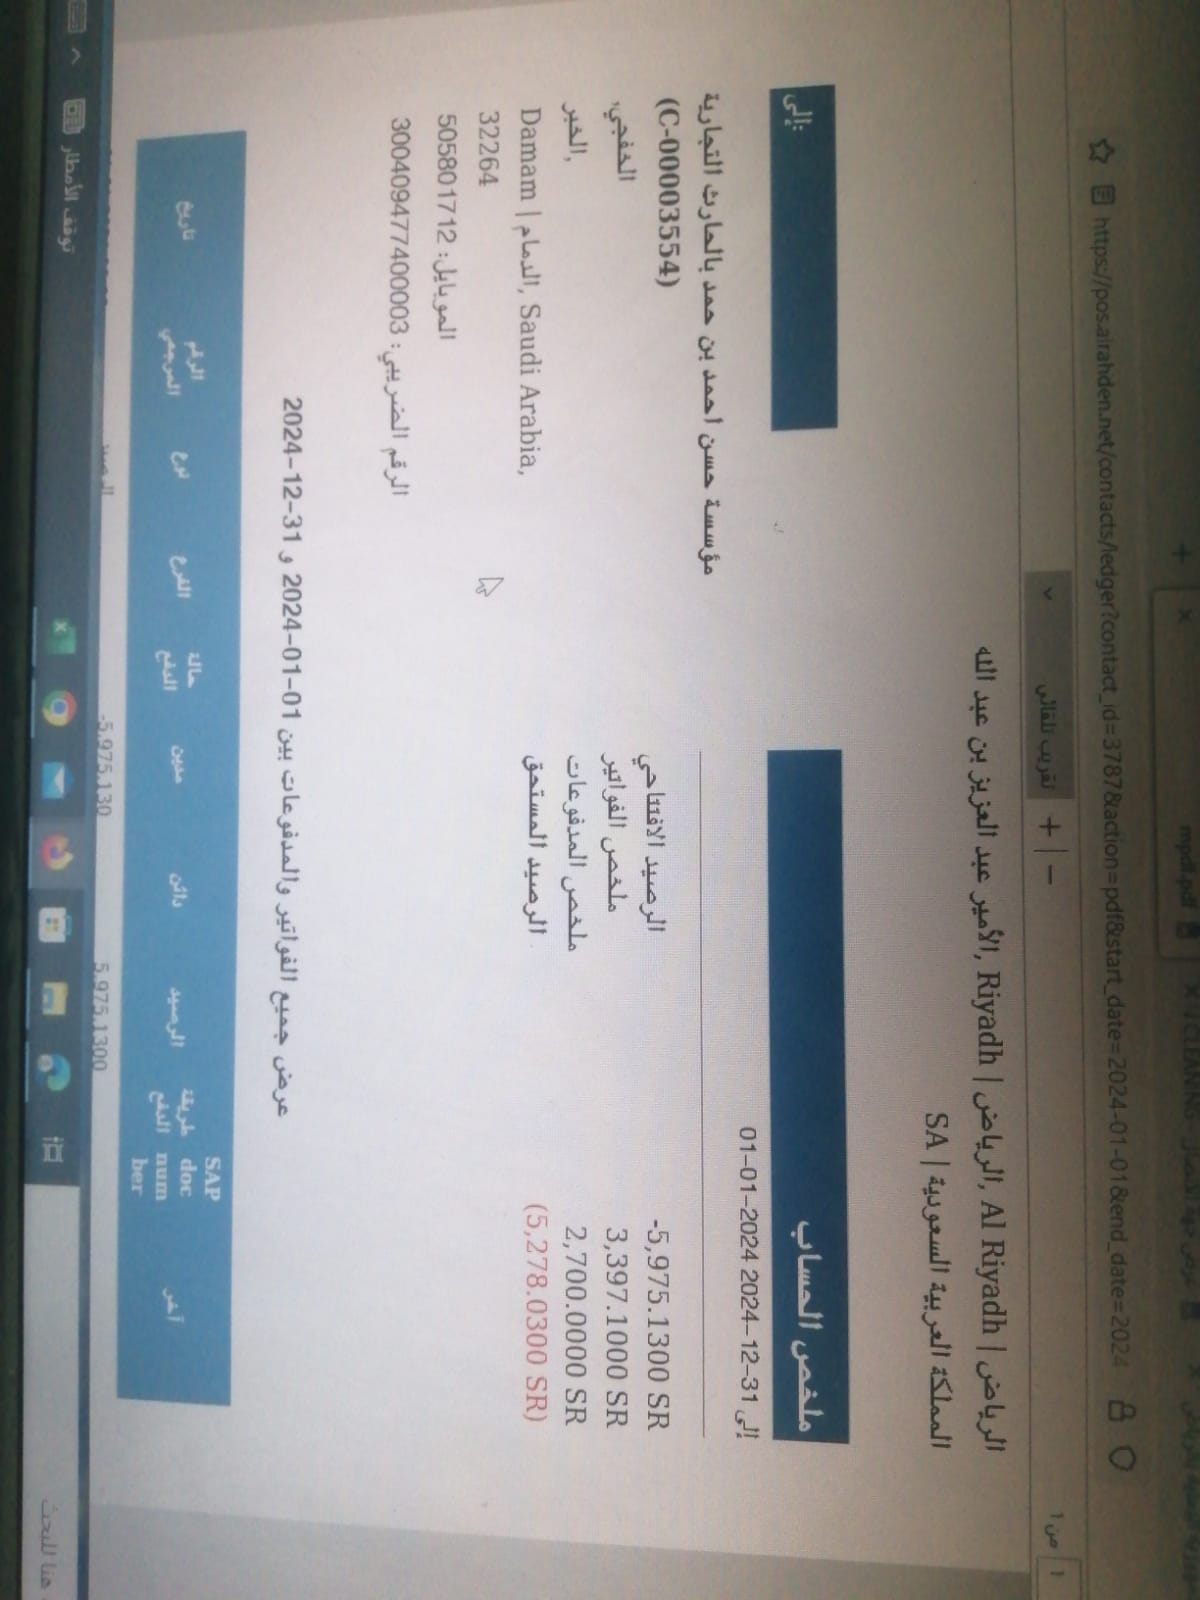 mpdf.pdf
https://pos.alrahden.net/contacts/ledger?contact_id=3787&action=pdf&start_date=2024-01-01&end_date=2024
تقريب تلقائي
1 من 1
الأمير عبد العزيز بن عبد الله, Riyadh | الرياض, Al Riyadh | الرياض
SA | المملكة العربية السعودية
إلى:
مؤسسة حسن احمد بن حمد بالحارث التجارية
(C-00003554)
الخفجي,
الخبر,
Damam | الدمام, Saudi Arabia,
32264
الموبايل: 505801712
الرقم الضريبي: 300409477400003
ملخص الحساب
01-01-2024 إلى 31-12-2024
الرصيد الافتتاحي -5,975.1300 SR
ملخص الفواتير 3,397.1000 SR
ملخص المدفوعات 2,700.0000 SR
الرصيد المستحق (5,278.0300 SR)
عرض جميع الفواتير والمدفوعات بين 01-01-2024 و 31-12-2024
تاريخ
الرقم المرجعي
نوع
الفرع
حالة الدفع
مدين
دائن
الرصيد
طريقة الدفع
SAP doc num ber
آخر
-5,975.130
5,975.1300
توقف الأمطار
هنا للبحث